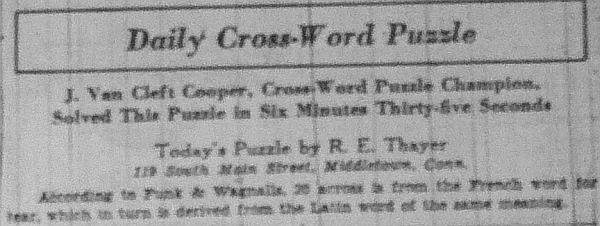 Daily Cross-Word Puzzle
J. Van Cleft Cooper, Cross-Word Puzzle Champion,
Solved This Puzzle in Six Minutes Thirty-five Seconds
Today's Puzzle by R. E. Thayer
119 South Main Street, Middletown, Conn.
According to Funk & Wagnalls, across is from the French word for
tear, which in turn is derived from the Latin word of the same meaning.